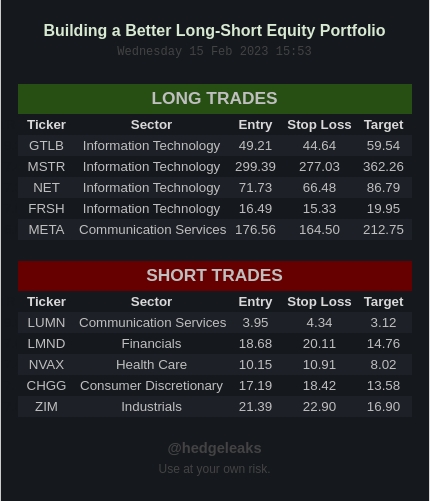 Building a Better Long-Short Equity Portfolio
Wednesday 15 Feb 2023 15:53
LONG TRADES
Ticker Sector Entry Stop Loss Target
GTLB Information Technology 49.21 44.64 59.54
MSTR Information Technology 299.39 277.03 362.26
NET Information Technology 71.73 66.48 86.79
FRSH Information Technology 16.49 15.33 19.95
META Communication Services 176.56 164.50 212.75
SHORT TRADES
Ticker Sector Entry Stop Loss Target
LUMN Communication Services 3.95 4.34 3.12
LMND Financials 18.68 20.11 14.76
NVAX Health Care 10.15 10.91 8.02
CHGG Consumer Discretionary 17.19 18.42 13.58
ZIM Industrials 21.39 22.90 16.90
@hedgeleaks
Use at your own risk.